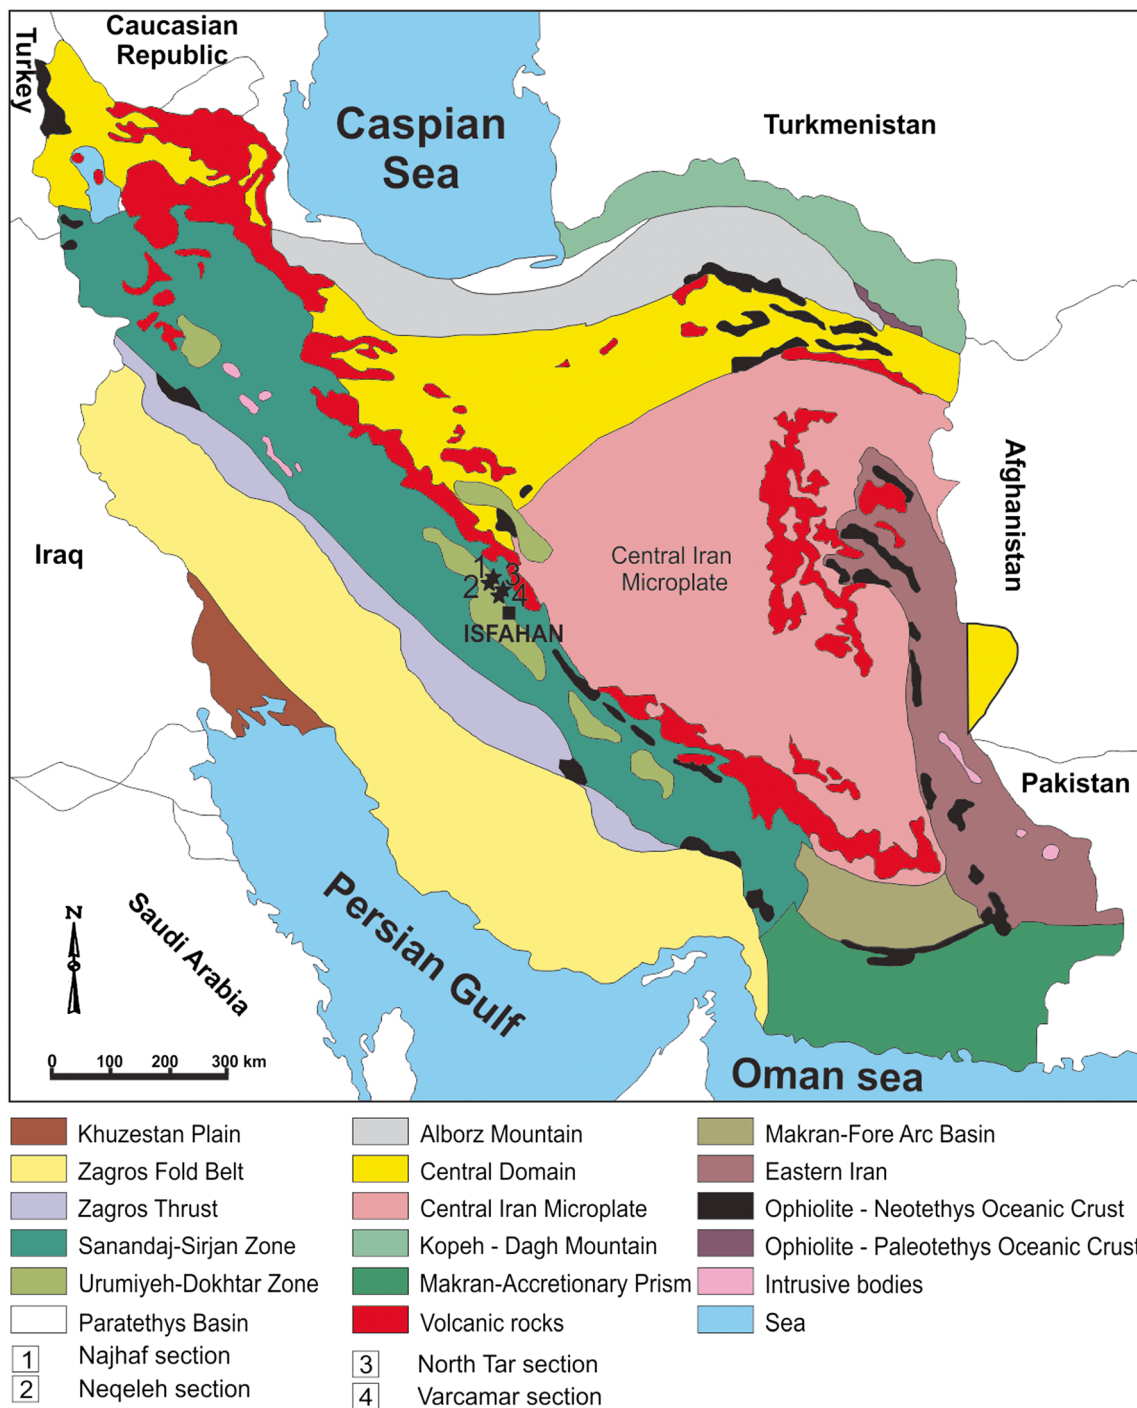 Caucasian
Republic
Turkey
Caspian
Sea
Turkmenistan
Afghanistan
Iraq
Central Iran
Microplate
1
3
2
4
ISFAHAN
Pakistan
Persian Gulf
Saudi Arabia
N
0 100 200 300 km
Oman sea
Khuzestan Plain
Alborz Mountain
Makran-Fore Arc Basin
Zagros Fold Belt
Central Domain
Eastern Iran
Zagros Thrust
Central Iran Microplate
Ophiolite - Neotethys Oceanic Crust
Sanandaj-Sirjan Zone
Kopeh - Dagh Mountain
Ophiolite - Paleotethys Oceanic Crust
Urumiyeh-Dokhtar Zone
Makran-Accretionary Prism
Intrusive bodies
Paratethys Basin
Volcanic rocks
Sea
1 Najhaf section
3 North Tar section
2 Neqeleh section
4 Varcamar section